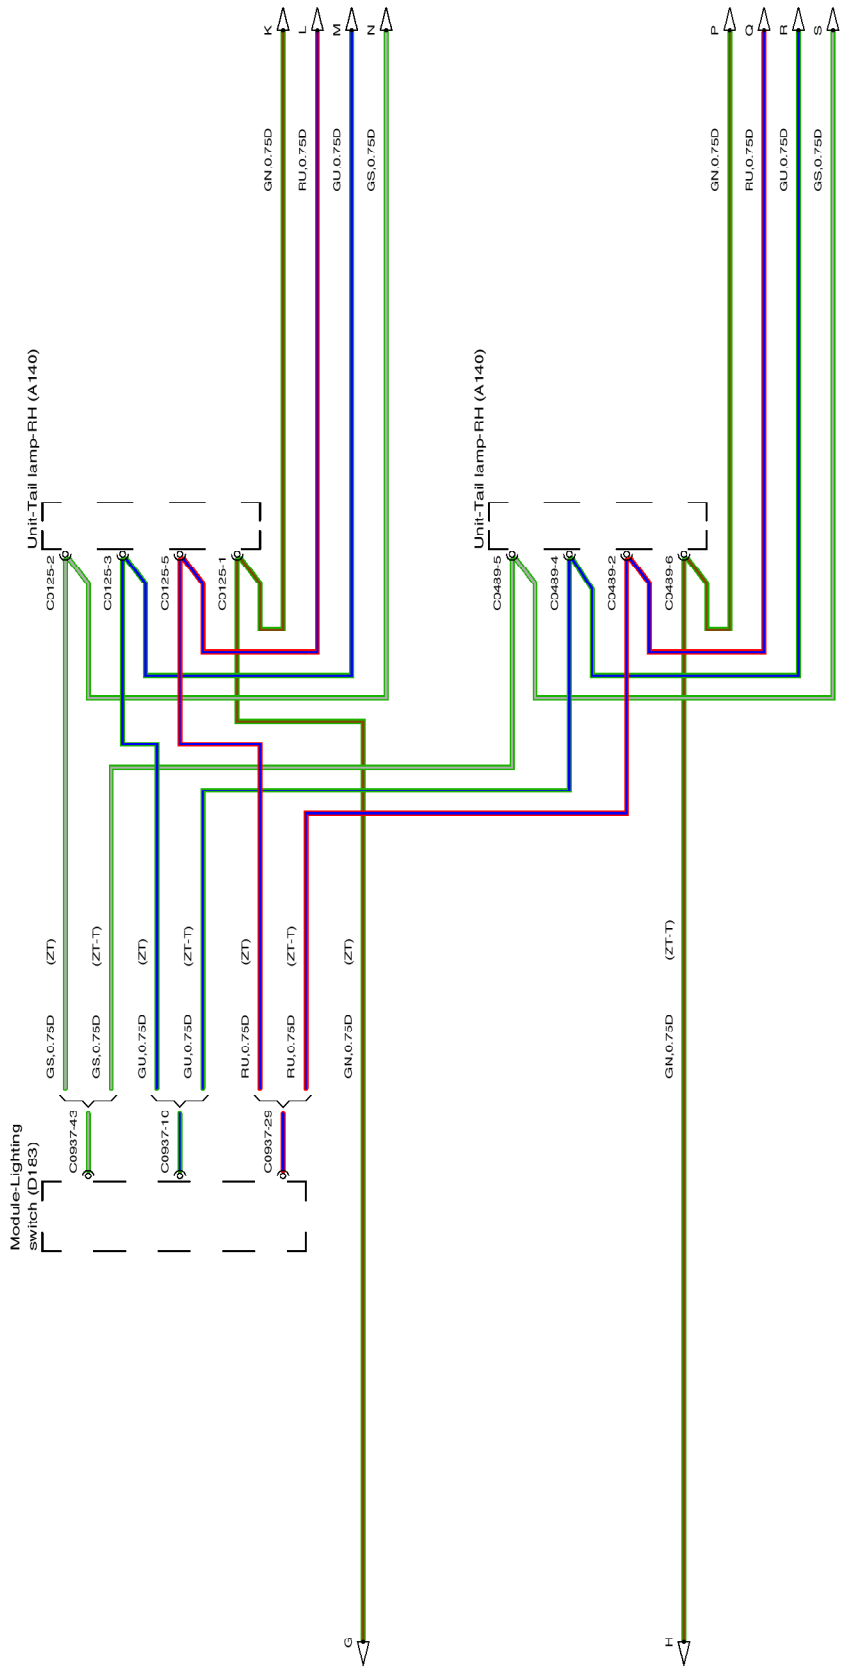 K
L
M
N
P
Q
R
S
GN,0.75D
RU,0.75D
GU,0.75D
GS,0.75D
GN,0.75D
RU,0.75D
GU,0.75D
GS,0.75D
Unit-Tail lamp-RH (A140)
Unit-Tail lamp-RH (A140)
C0125-2
C0125-3
C0125-5
C0125-1
C0489-5
C0489-4
C0489-2
C0489-6
GS,0.75D (ZT)
GS,0.75D (ZT-T)
GU,0.75D (ZT)
GU,0.75D (ZT-T)
RU,0.75D (ZT)
RU,0.75D (ZT-T)
GN,0.75D (ZT)
GN,0.75D (ZT-T)
C0937-43
C0937-10
C0937-29
Module-Lighting
switch (D183)
G
H